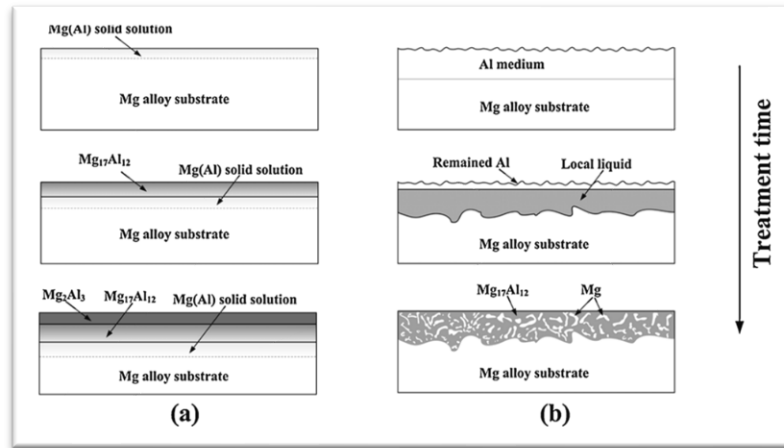 Mg(Al) solid solution
Mg alloy substrate
Mg₁₇Al₁₂
Mg(Al) solid solution
Mg alloy substrate
Mg₂Al₃ Mg₁₇Al₁₂ Mg(Al) solid solution
Mg alloy substrate
(a)
Al medium
Mg alloy substrate
Remained Al Local liquid
Mg alloy substrate
Mg₁₇Al₁₂ Mg
Mg alloy substrate
(b)
Treatment time